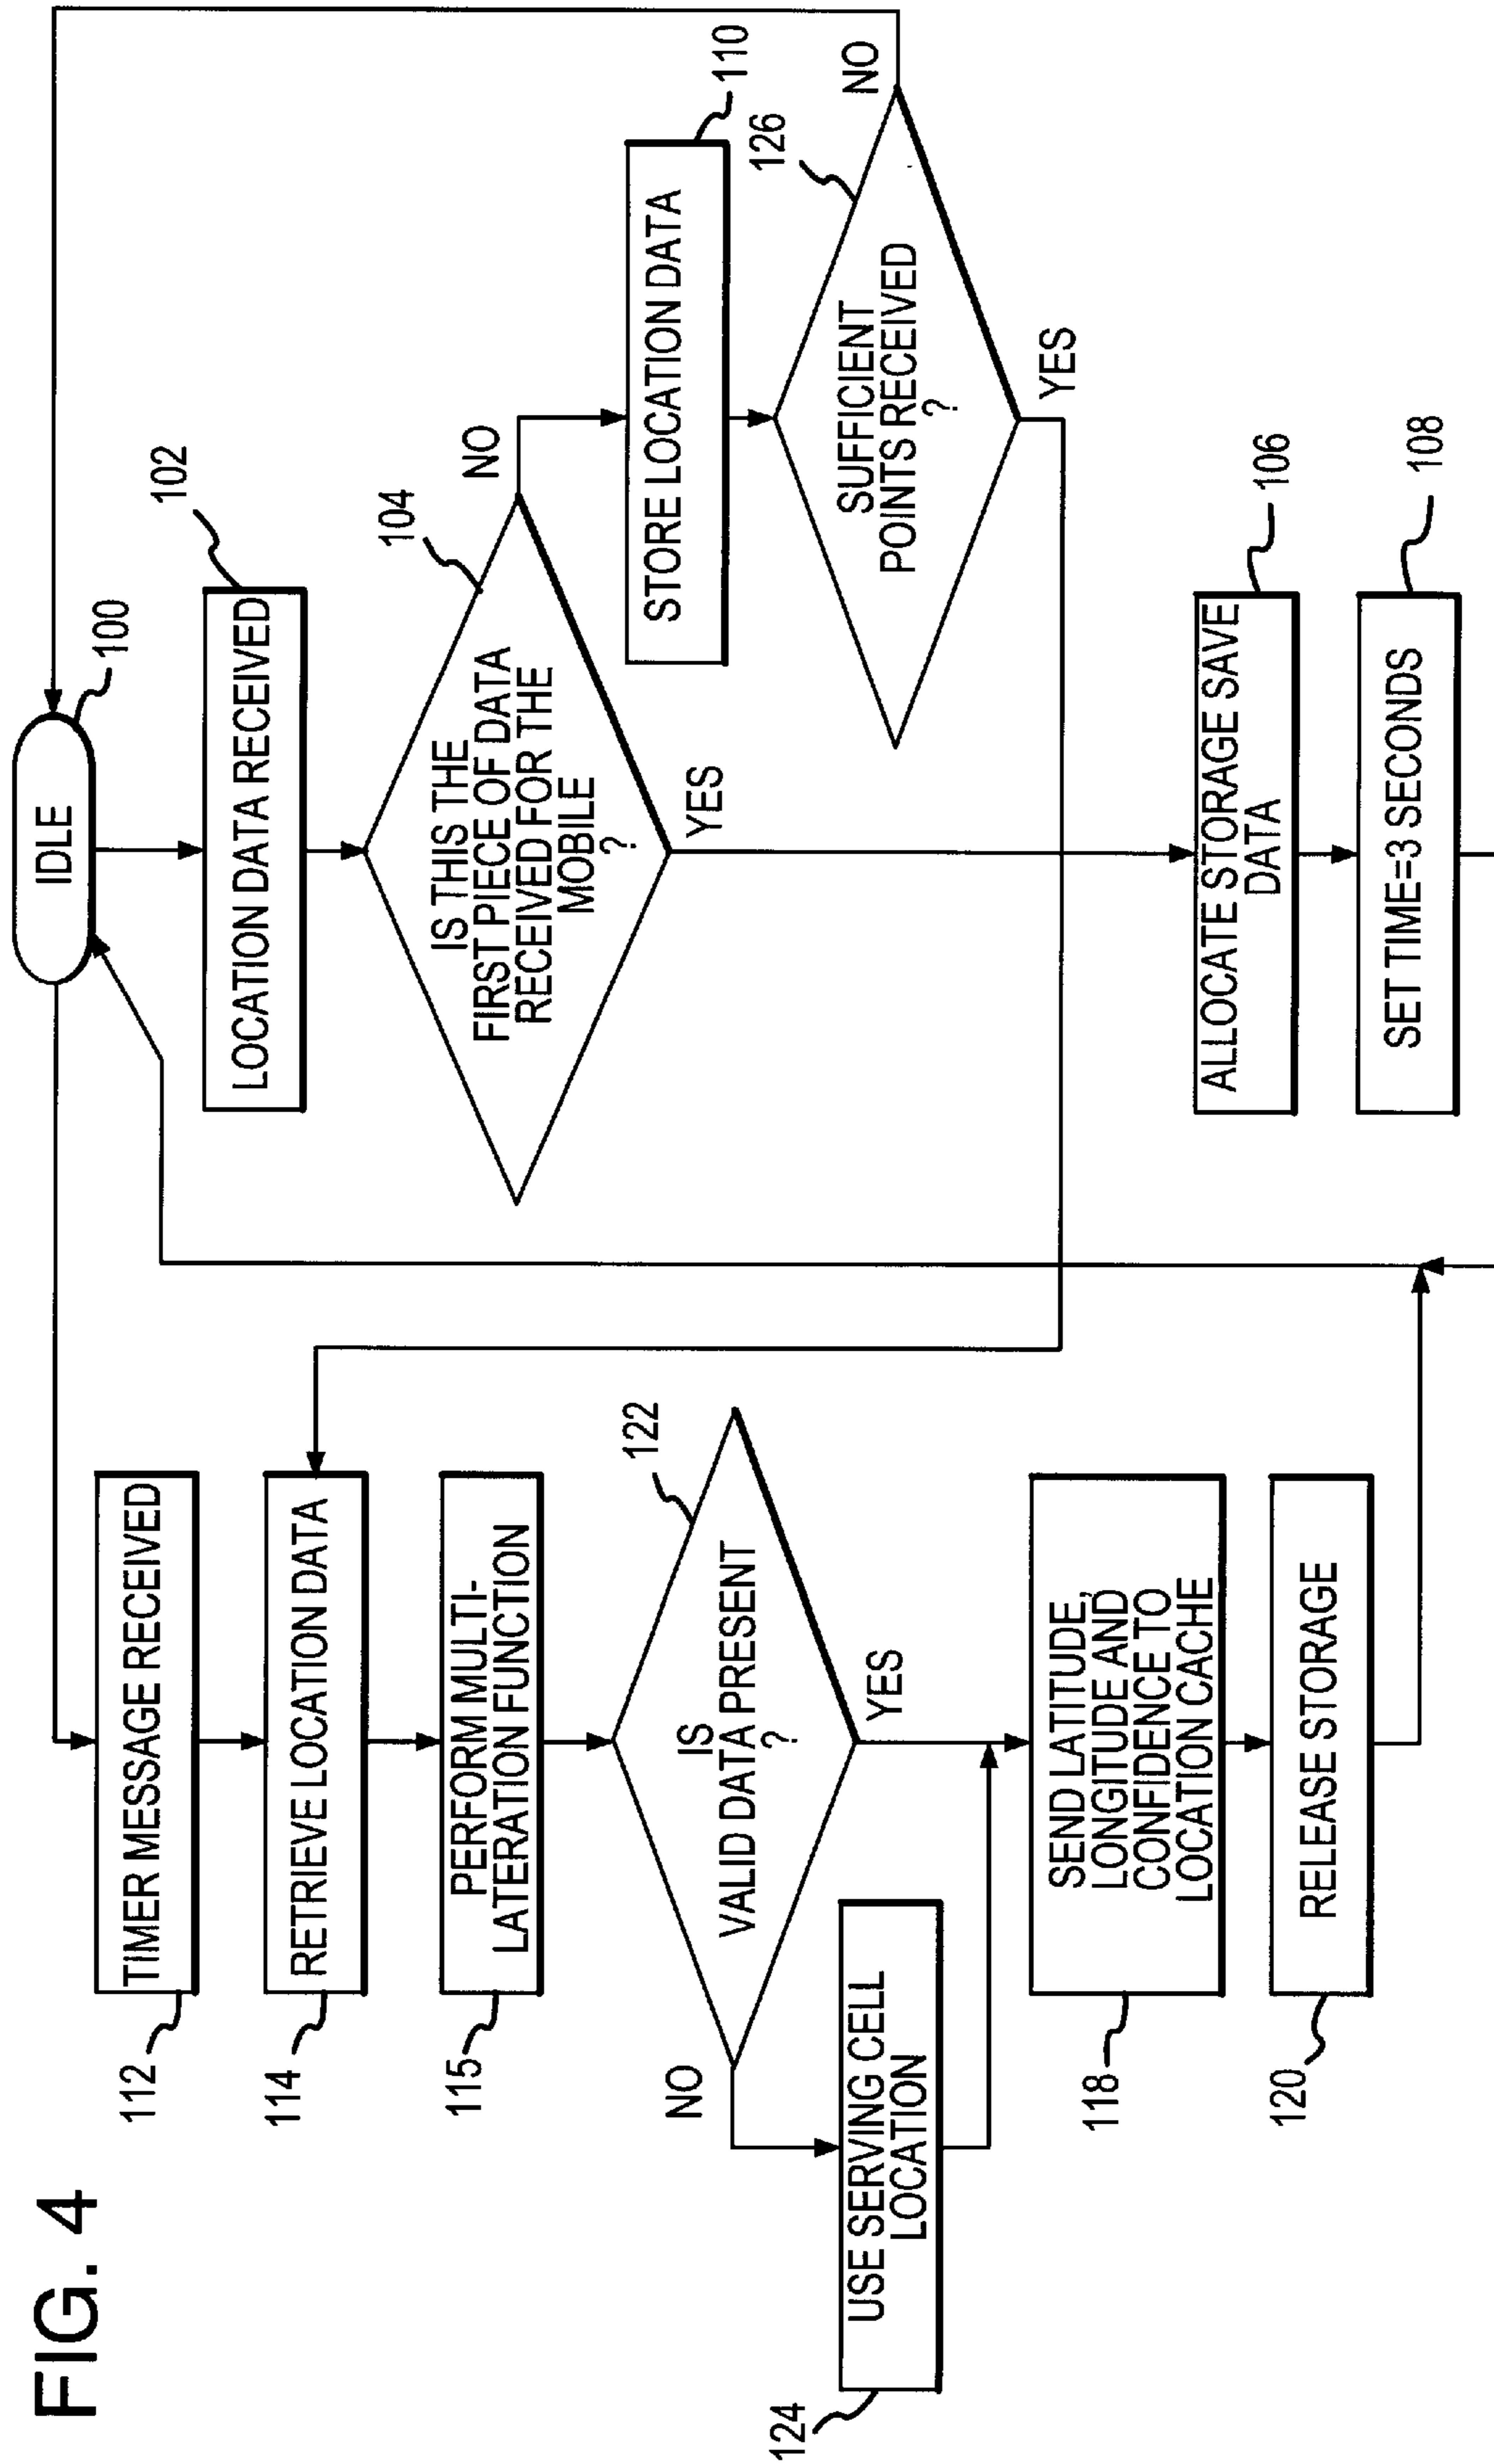 FIG. 4
IDLE
100
LOCATION DATA RECEIVED
102
IS THIS THE
FIRST PIECE OF DATA
RECEIVED FOR THE
MOBILE
?
104
NO
YES
STORE LOCATION DATA
110
SUFFICIENT
POINTS RECEIVED
?
126
NO
YES
ALLOCATE STORAGE SAVE
DATA
106
SET TIME=3 SECONDS
108
TIMER MESSAGE RECEIVED
112
RETRIEVE LOCATION DATA
114
PERFORM MULTI-
LATERATION FUNCTION
115
IS
VALID DATA PRESENT
?
122
NO
YES
USE SERVING CELL
LOCATION
124
SEND LATITUDE,
LONGITUDE AND
CONFIDENCE TO
LOCATION CACHE
118
RELEASE STORAGE
120